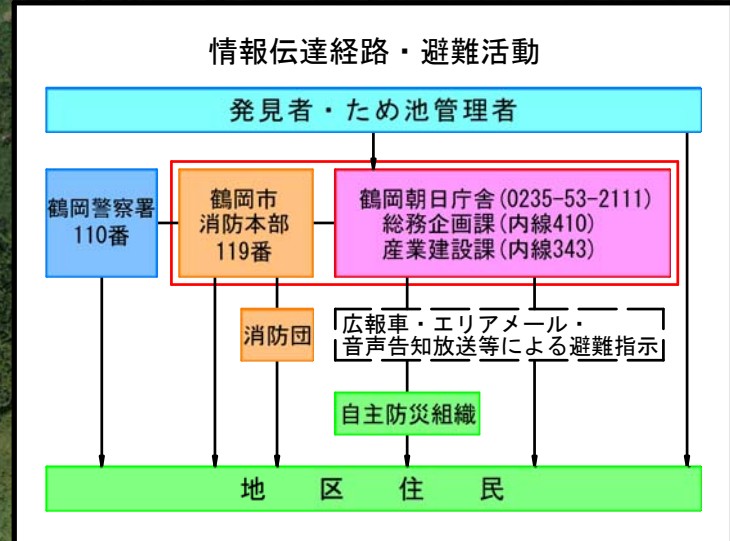 情報伝達経路・避難活動
発見者・ため池管理者
鶴岡警察署
110番
鶴岡市
消防本部
119番
鶴岡朝日庁舎(0235-53-2111)
総務企画課(内線410)
産業建設課(内線343)
消防団
広報車・エリアメール・
音声告知放送等による避難指示
自主防災組織
地区住民